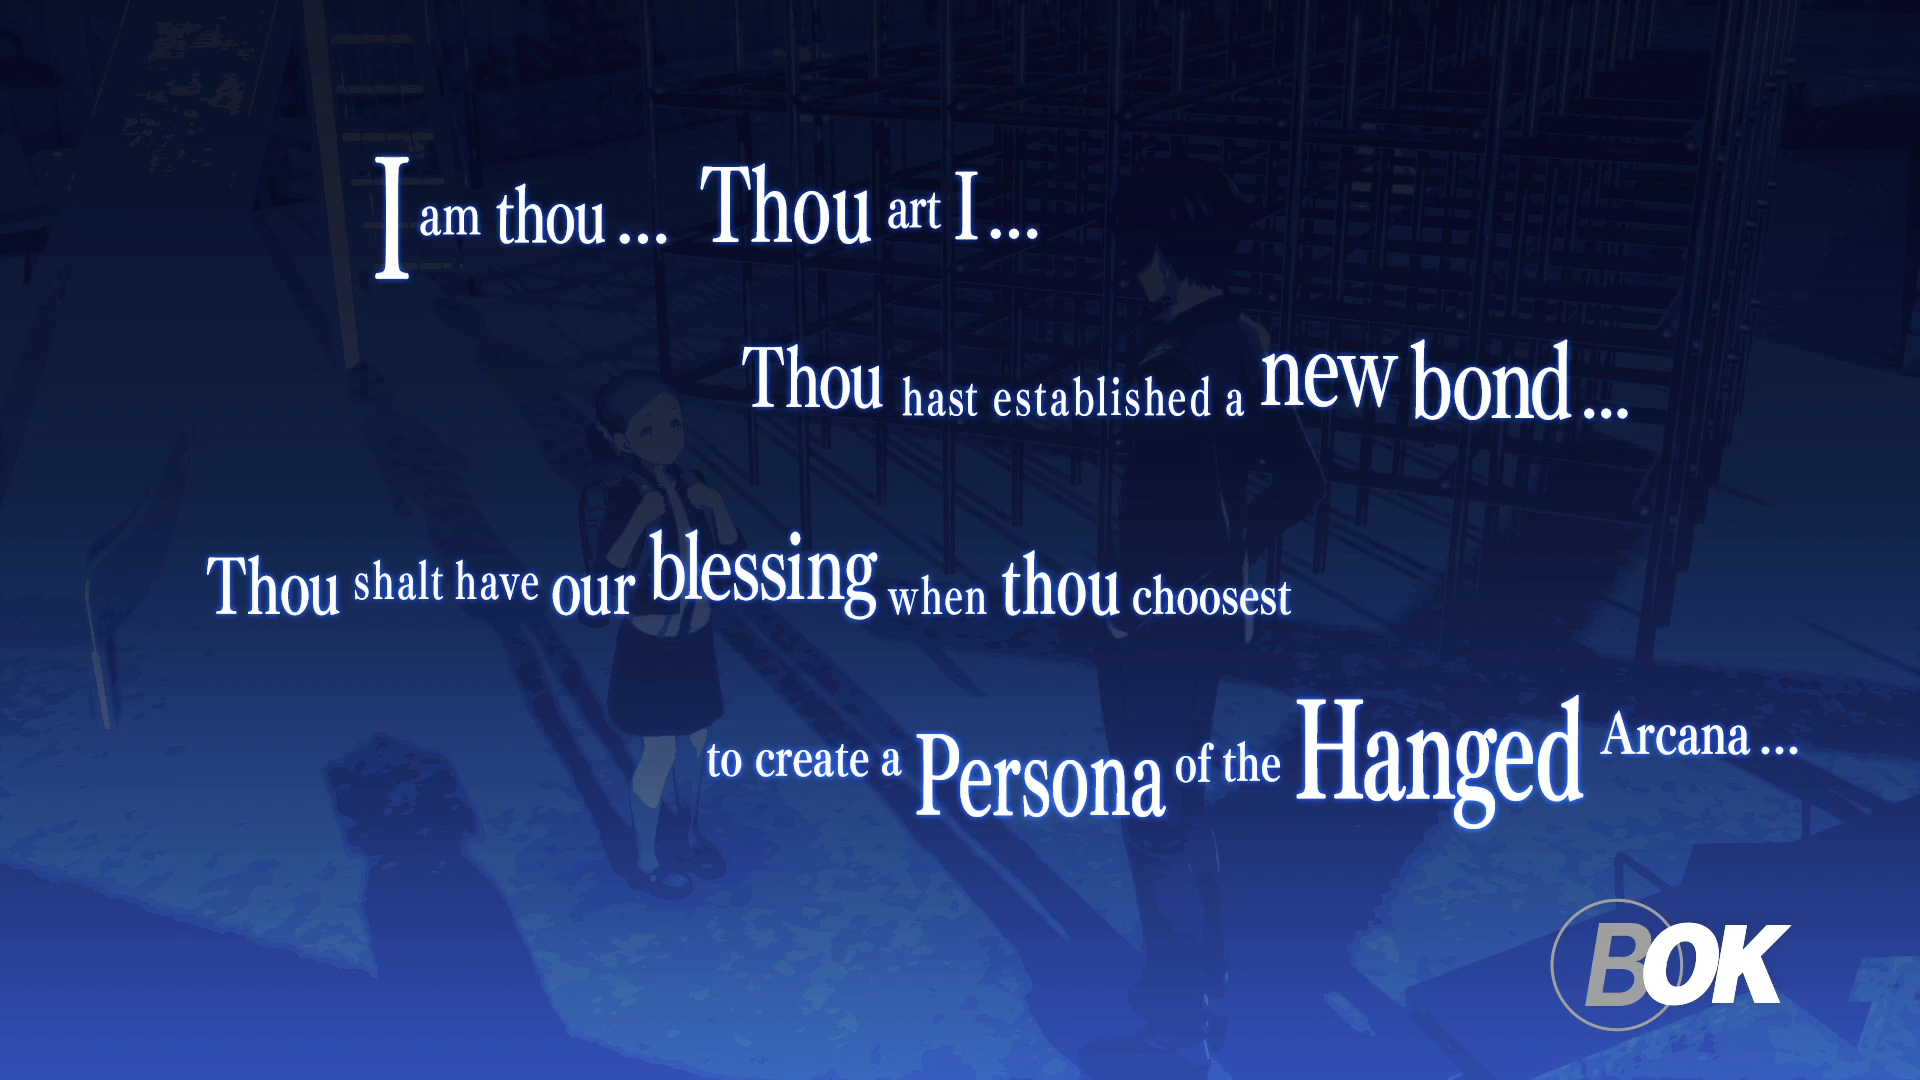 I am thou... Thou art I...
Thou hast established a new bond...
Thou shalt have our blessing when thou choosest
to create a Persona of the Hanged Arcana...
B OK